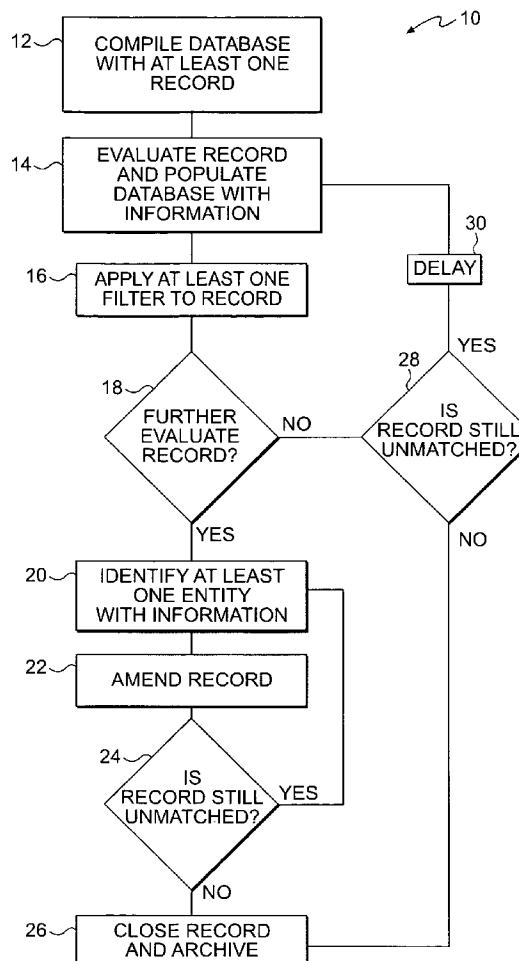 10
12
COMPILE DATABASE
WITH AT LEAST ONE
RECORD
14
EVALUATE RECORD
AND POPULATE
DATABASE WITH
INFORMATION
30
DELAY
16
APPLY AT LEAST ONE
FILTER TO RECORD
YES
18
FURTHER
EVALUATE
RECORD?
NO
28
IS
RECORD STILL
UNMATCHED?
YES
NO
20
IDENTIFY AT LEAST
ONE ENTITY
WITH INFORMATION
22
AMEND RECORD
24
IS
RECORD STILL
UNMATCHED?
YES
NO
26
CLOSE RECORD
AND ARCHIVE